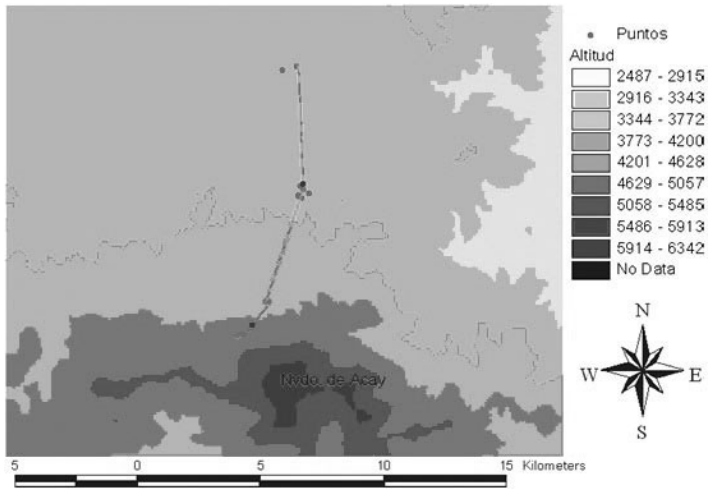 Puntos
Altitud
2487 - 2915
2916 - 3343
3344 - 3772
3773 - 4200
4201 - 4628
4629 - 5057
5058 - 5485
5486 - 5913
5914 - 6342
No Data
Nvdo. de Acay
N
W E
S
5 0 5 10 15 Kilometers